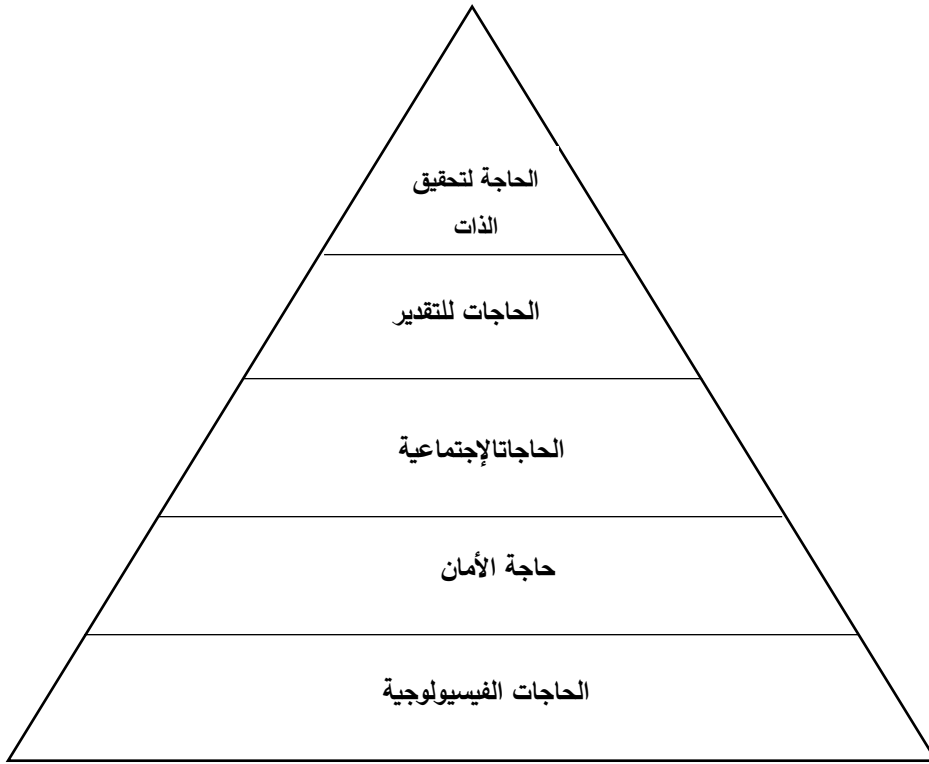 الحاجة لتحقيق
الذات
الحاجات للتقدير
الحاجاتالإجتماعية
حاجة الأمان
الحاجات الفيسيولوجية